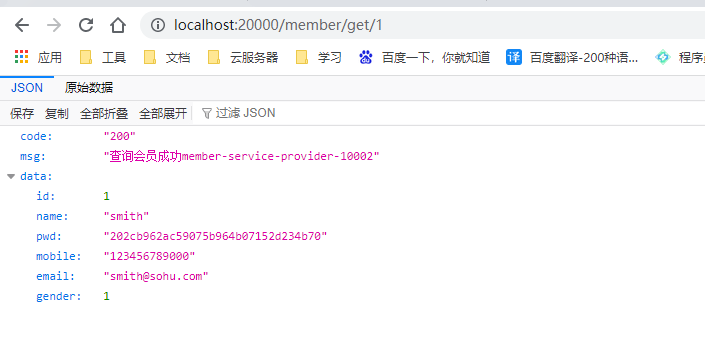 localhost:20000/member/get/1
应用 工具 文档 云服务器 学习 百度一下，你就知道 译 百度翻译-200种语... 程序
JSON 原始数据
保存 复制 全部折叠 全部展开 过滤 JSON
code: "200"
msg: "查询会员成功member-service-provider-10002"
data:
id: 1
name: "smith"
pwd: "202cb962ac59075b964b07152d234b70"
mobile: "123456789000"
email: "smith@sohu.com"
gender: 1